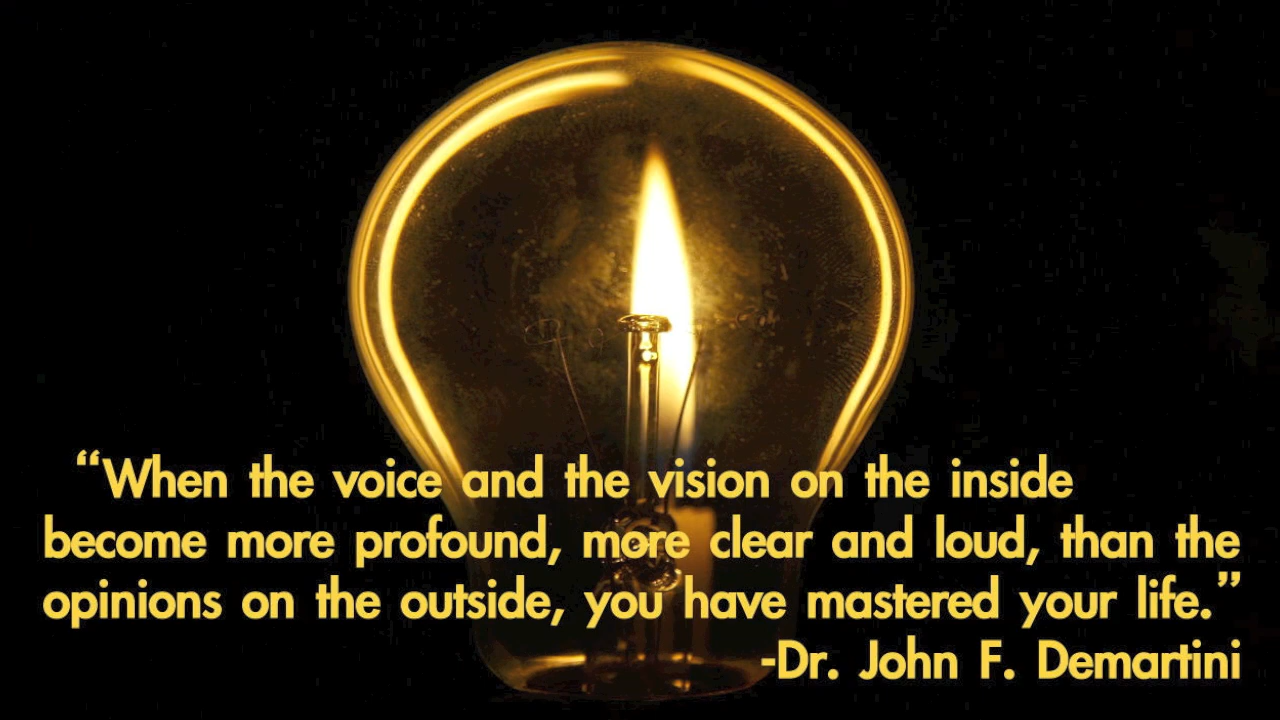 “When the voice and the vision on the inside
become more profound, more clear and loud, than the
opinions on the outside, you have mastered your life.”
-Dr. John F. Demartini